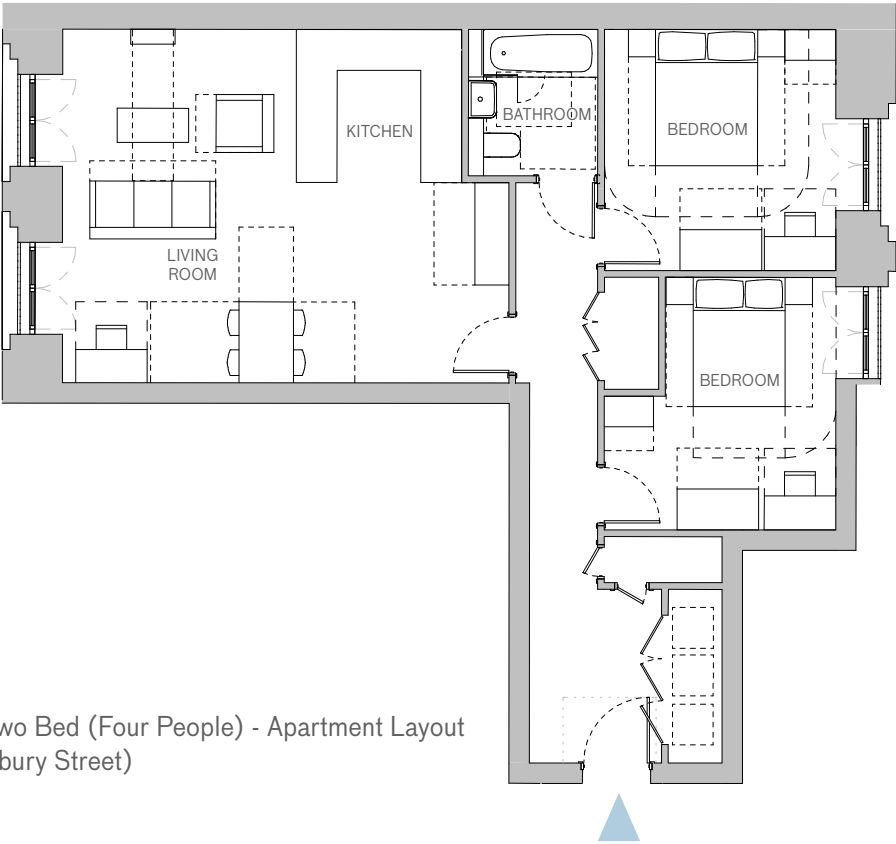 KITCHEN
BATHROOM
BEDROOM
LIVING
ROOM
BEDROOM
wo Bed (Four People) - Apartment Layout
bury Street)